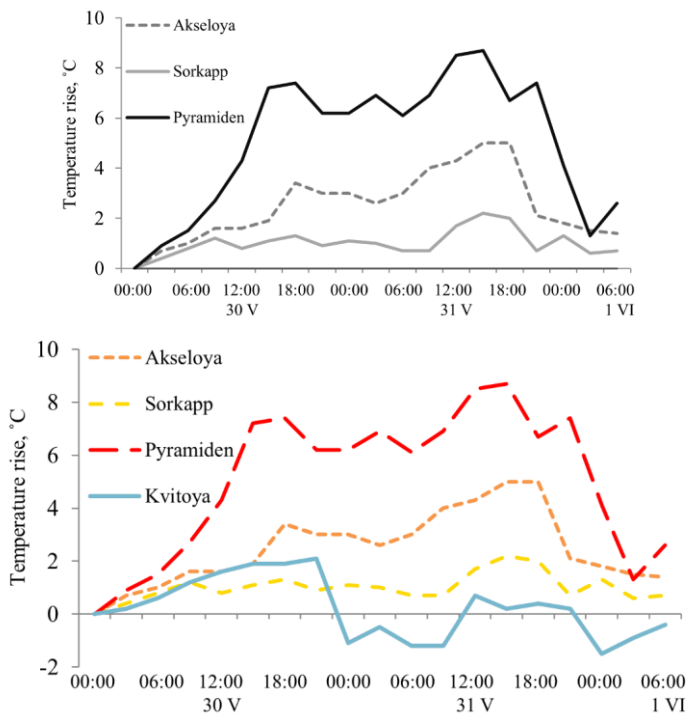 10
8
6
4
2
0
Temperature rise, ˚C
Akseloya
Sorkapp
Pyramiden
00:00 06:00 12:00 18:00 00:00 06:00 12:00 18:00 00:00 06:00
30 V 31 V 1 VI
10
8
6
4
2
0
-2
Temperature rise, ˚C
Akseloya
Sorkapp
Pyramiden
Kvitoya
00:00 06:00 12:00 18:00 00:00 06:00 12:00 18:00 00:00 06:00
30 V 31 V 1 VI